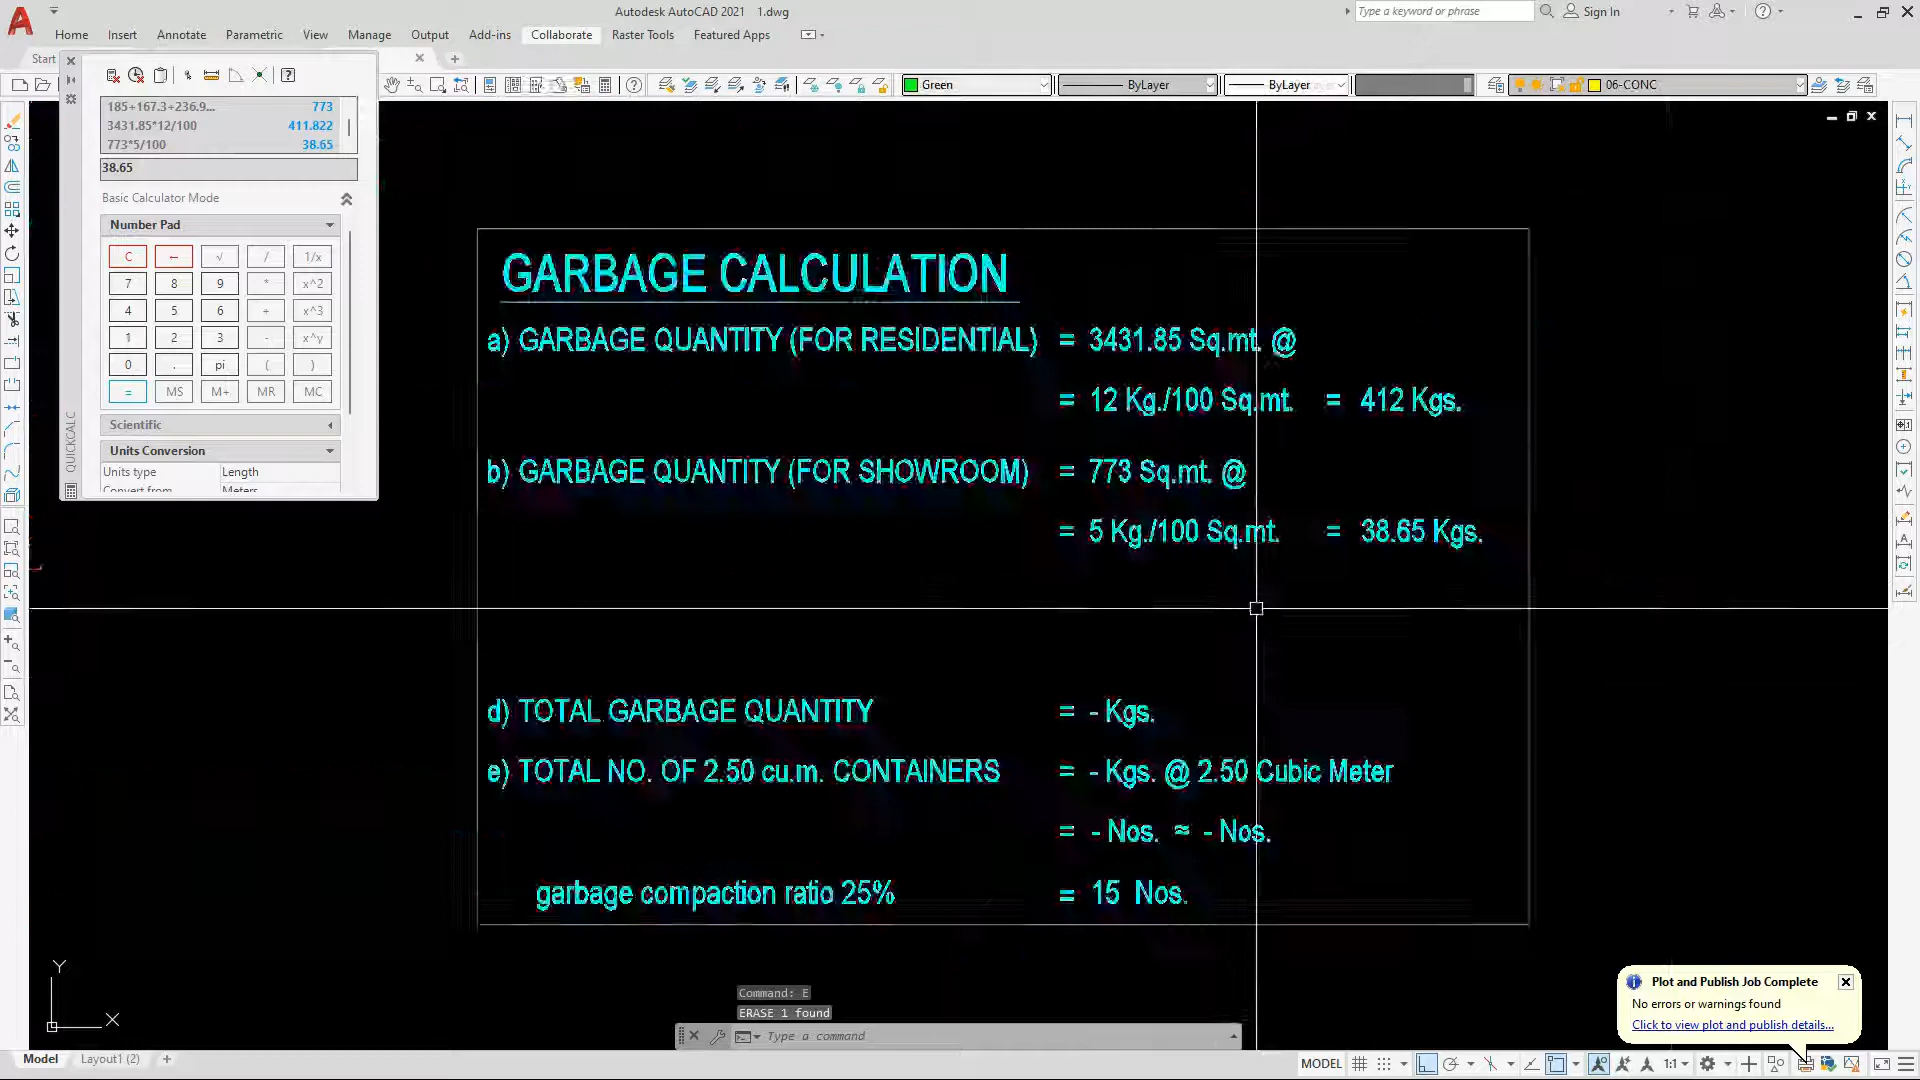 Autodesk AutoCAD 2021 1.dwg
Type a keyword or phrase
Sign In
Home Insert Annotate Parametric View Manage Output Add-ins Collaborate Raster Tools Featured Apps
Start
Green
ByLayer
ByLayer
06-CONC
185+167.3+236.9... 773
3431.85*12/100 411.822
773*5/100 38.65
38.65
Basic Calculator Mode
Number Pad
C ← √ / 1/x
7 8 9 * x^2
4 5 6 + x^3
1 2 3 - x^y
0 . pi ( )
= MS M+ MR MC
Scientific
Units Conversion
Units type Length
Convert from Meters
QUICKCALC
GARBAGE CALCULATION
a) GARBAGE QUANTITY (FOR RESIDENTIAL) = 3431.85 Sq.mt. @
= 12 Kg./100 Sq.mt. = 412 Kgs.
b) GARBAGE QUANTITY (FOR SHOWROOM) = 773 Sq.mt. @
= 5 Kg./100 Sq.mt. = 38.65 Kgs.
d) TOTAL GARBAGE QUANTITY = - Kgs.
e) TOTAL NO. OF 2.50 cu.m. CONTAINERS = - Kgs. @ 2.50 Cubic Meter
= - Nos. ≈ - Nos.
garbage compaction ratio 25% = 15 Nos.
Y
X
Command: E
ERASE 1 found
Type a command
Plot and Publish Job Complete
No errors or warnings found
Click to view plot and publish details...
Model Layout1 (2) +
MODEL 1:1